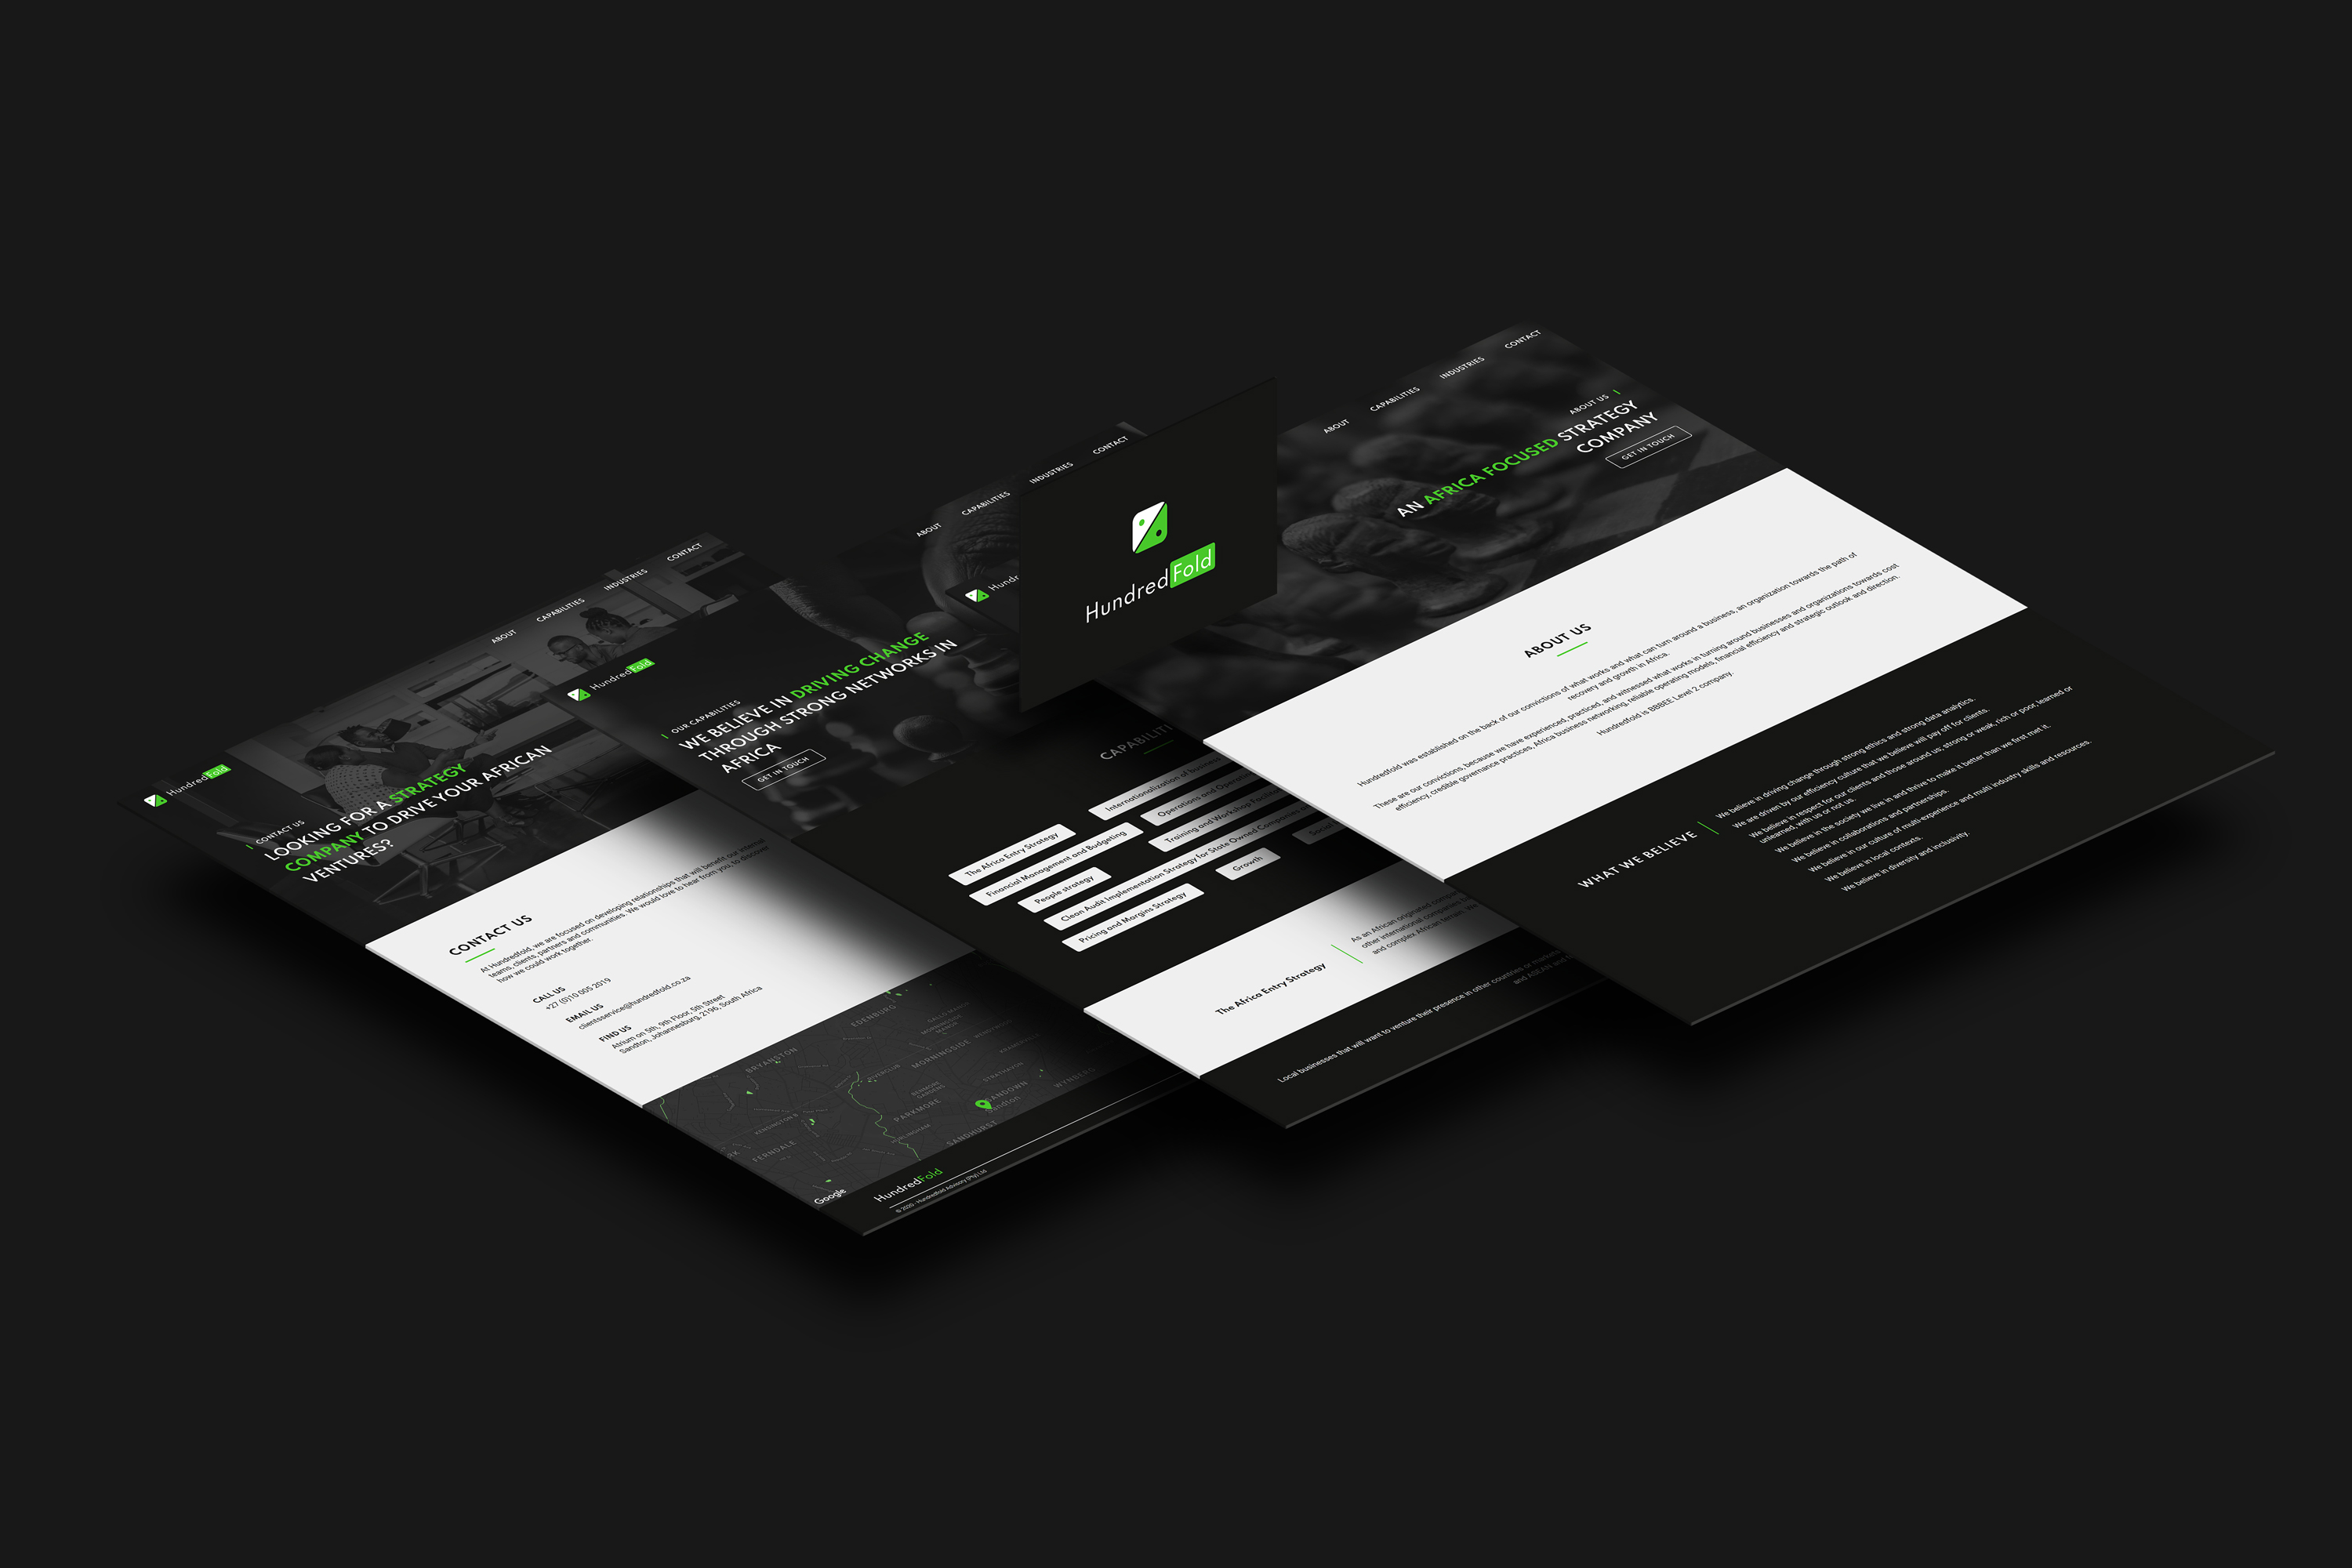 HundredFold
ABOUT
CAPABILITIES
INDUSTRIES
CONTACT
CONTACT US
LOOKING FOR A STRATEGY
COMPANY TO DRIVE YOUR AFRICAN
VENTURES?
CONTACT US
At Hundredfold, we are focused on developing relationships that will benefit our internal
teams, clients, partners and communities. We would love to hear from you, to discover
how we could work together.
CALL US
+27 (0)10 005 2019
EMAIL US
clientsservice@hundredfold.co.za
FIND US
Atrium on 5th, 9th Floor, 5th Street
Sandton, Johannesburg, 2196, South Africa
BRYANSTON
EDENBURG
MORNINGSIDE
PARKMORE
SANDOWN
Sandton
WYNBERG
SANDHURST
FERNDALE
Google
HundredFold
© 2020 - Hundredfold Advisory (Pty) Ltd
HundredFold
ABOUT
CAPABILITIES
INDUSTRIES
CONTACT
OUR CAPABILITIES
WE BELIEVE IN DRIVING CHANGE
THROUGH STRONG NETWORKS IN
AFRICA
GET IN TOUCH
The Africa Entry Strategy
Internationalization of
Financial Management and Budgeting
Operations and
People strategy
Training and Workshop
Clean Audit Implementation Strategy for State Owned Companies
Social
Pricing and Margins Strategy
Growth
The Africa Entry Strategy
As an African originated
other international companies
and complex African terrain. We
Local businesses that will want to venture their presence in other countries or
HundredFold
ABOUT
CAPABILITIES
INDUSTRIES
CONTACT
ABOUT US
AN AFRICA FOCUSED STRATEGY
COMPANY
GET IN TOUCH
ABOUT US
Hundredfold was established on the back of our convictions of what works and what can turn around a business, an organization towards the path of
recovery and growth in Africa.
These are our convictions, because we have experienced, practiced, and witnessed what works in turning around businesses and organizations towards cost
efficiency, credible governance practices, Africa business networking, reliable operating models, financial efficiency and strategic outlook and direction.
Hundredfold is BBBEE Level 2 company.
WHAT WE BELIEVE
We believe in driving change through strong ethics and strong data analytics.
We are driven by our efficiency culture that we believe will pay off for clients.
We believe in respect for our clients and those around us; strong or weak, rich or poor, learned or
unlearned, with us or not us.
We believe in the society we live in and thrive to make it better than we first met it.
We believe in collaborations and partnerships.
We believe in our culture of multi-experience and multi industry skills and resources.
We believe in local contexts.
We believe in diversity and inclusivity.